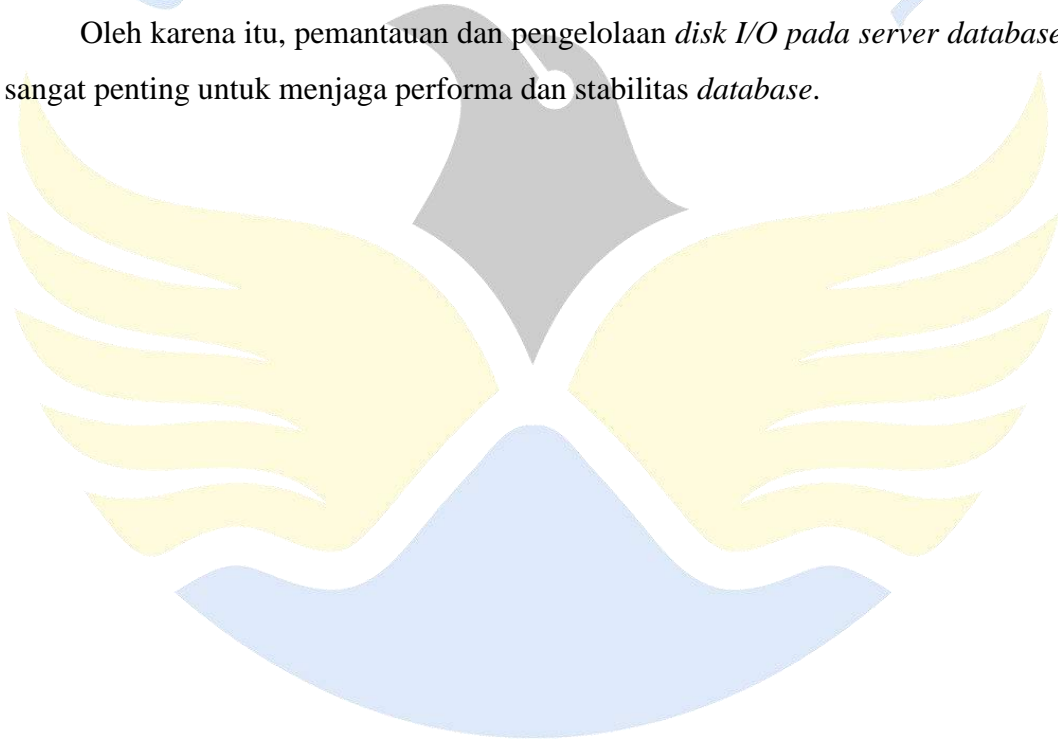 Oleh karena itu, pemantauan dan pengelolaan disk I/O pada server database
sangat penting untuk menjaga performa dan stabilitas database.